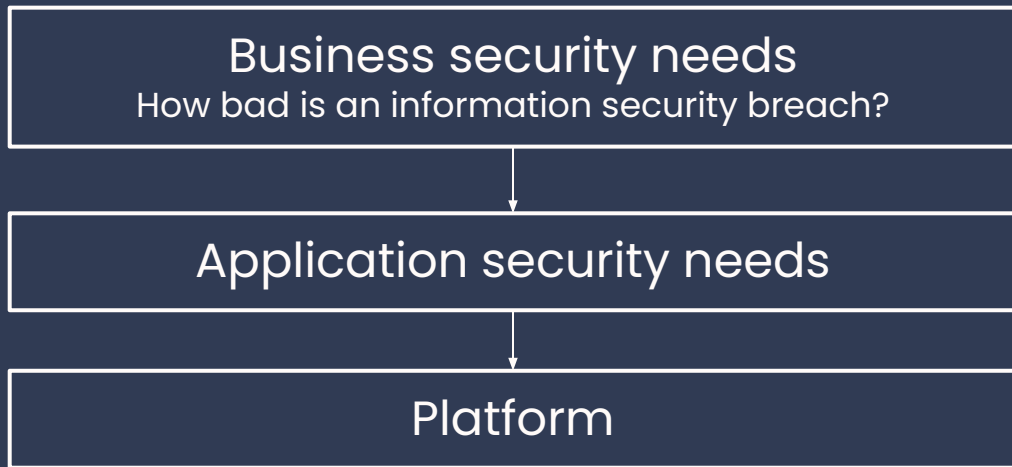 Business security needs
How bad is an information security breach?
Application security needs
Platform